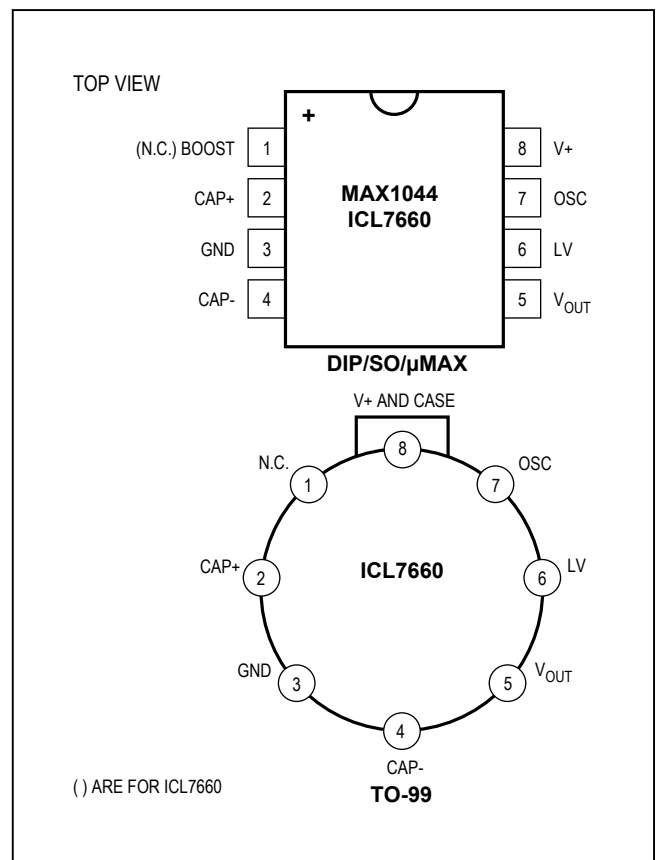 TOP VIEW
+
(N.C.) BOOST 1
8 V+
CAP+ 2
MAX1044
7 OSC
ICL7660
GND 3
6 LV
CAP- 4
5 VOUT
DIP/SO/µMAX
V+ AND CASE
8
N.C.
1
OSC
7
CAP+ 2
ICL7660
6 LV
GND
3
VOUT
5
4
CAP-
( ) ARE FOR ICL7660
TO-99